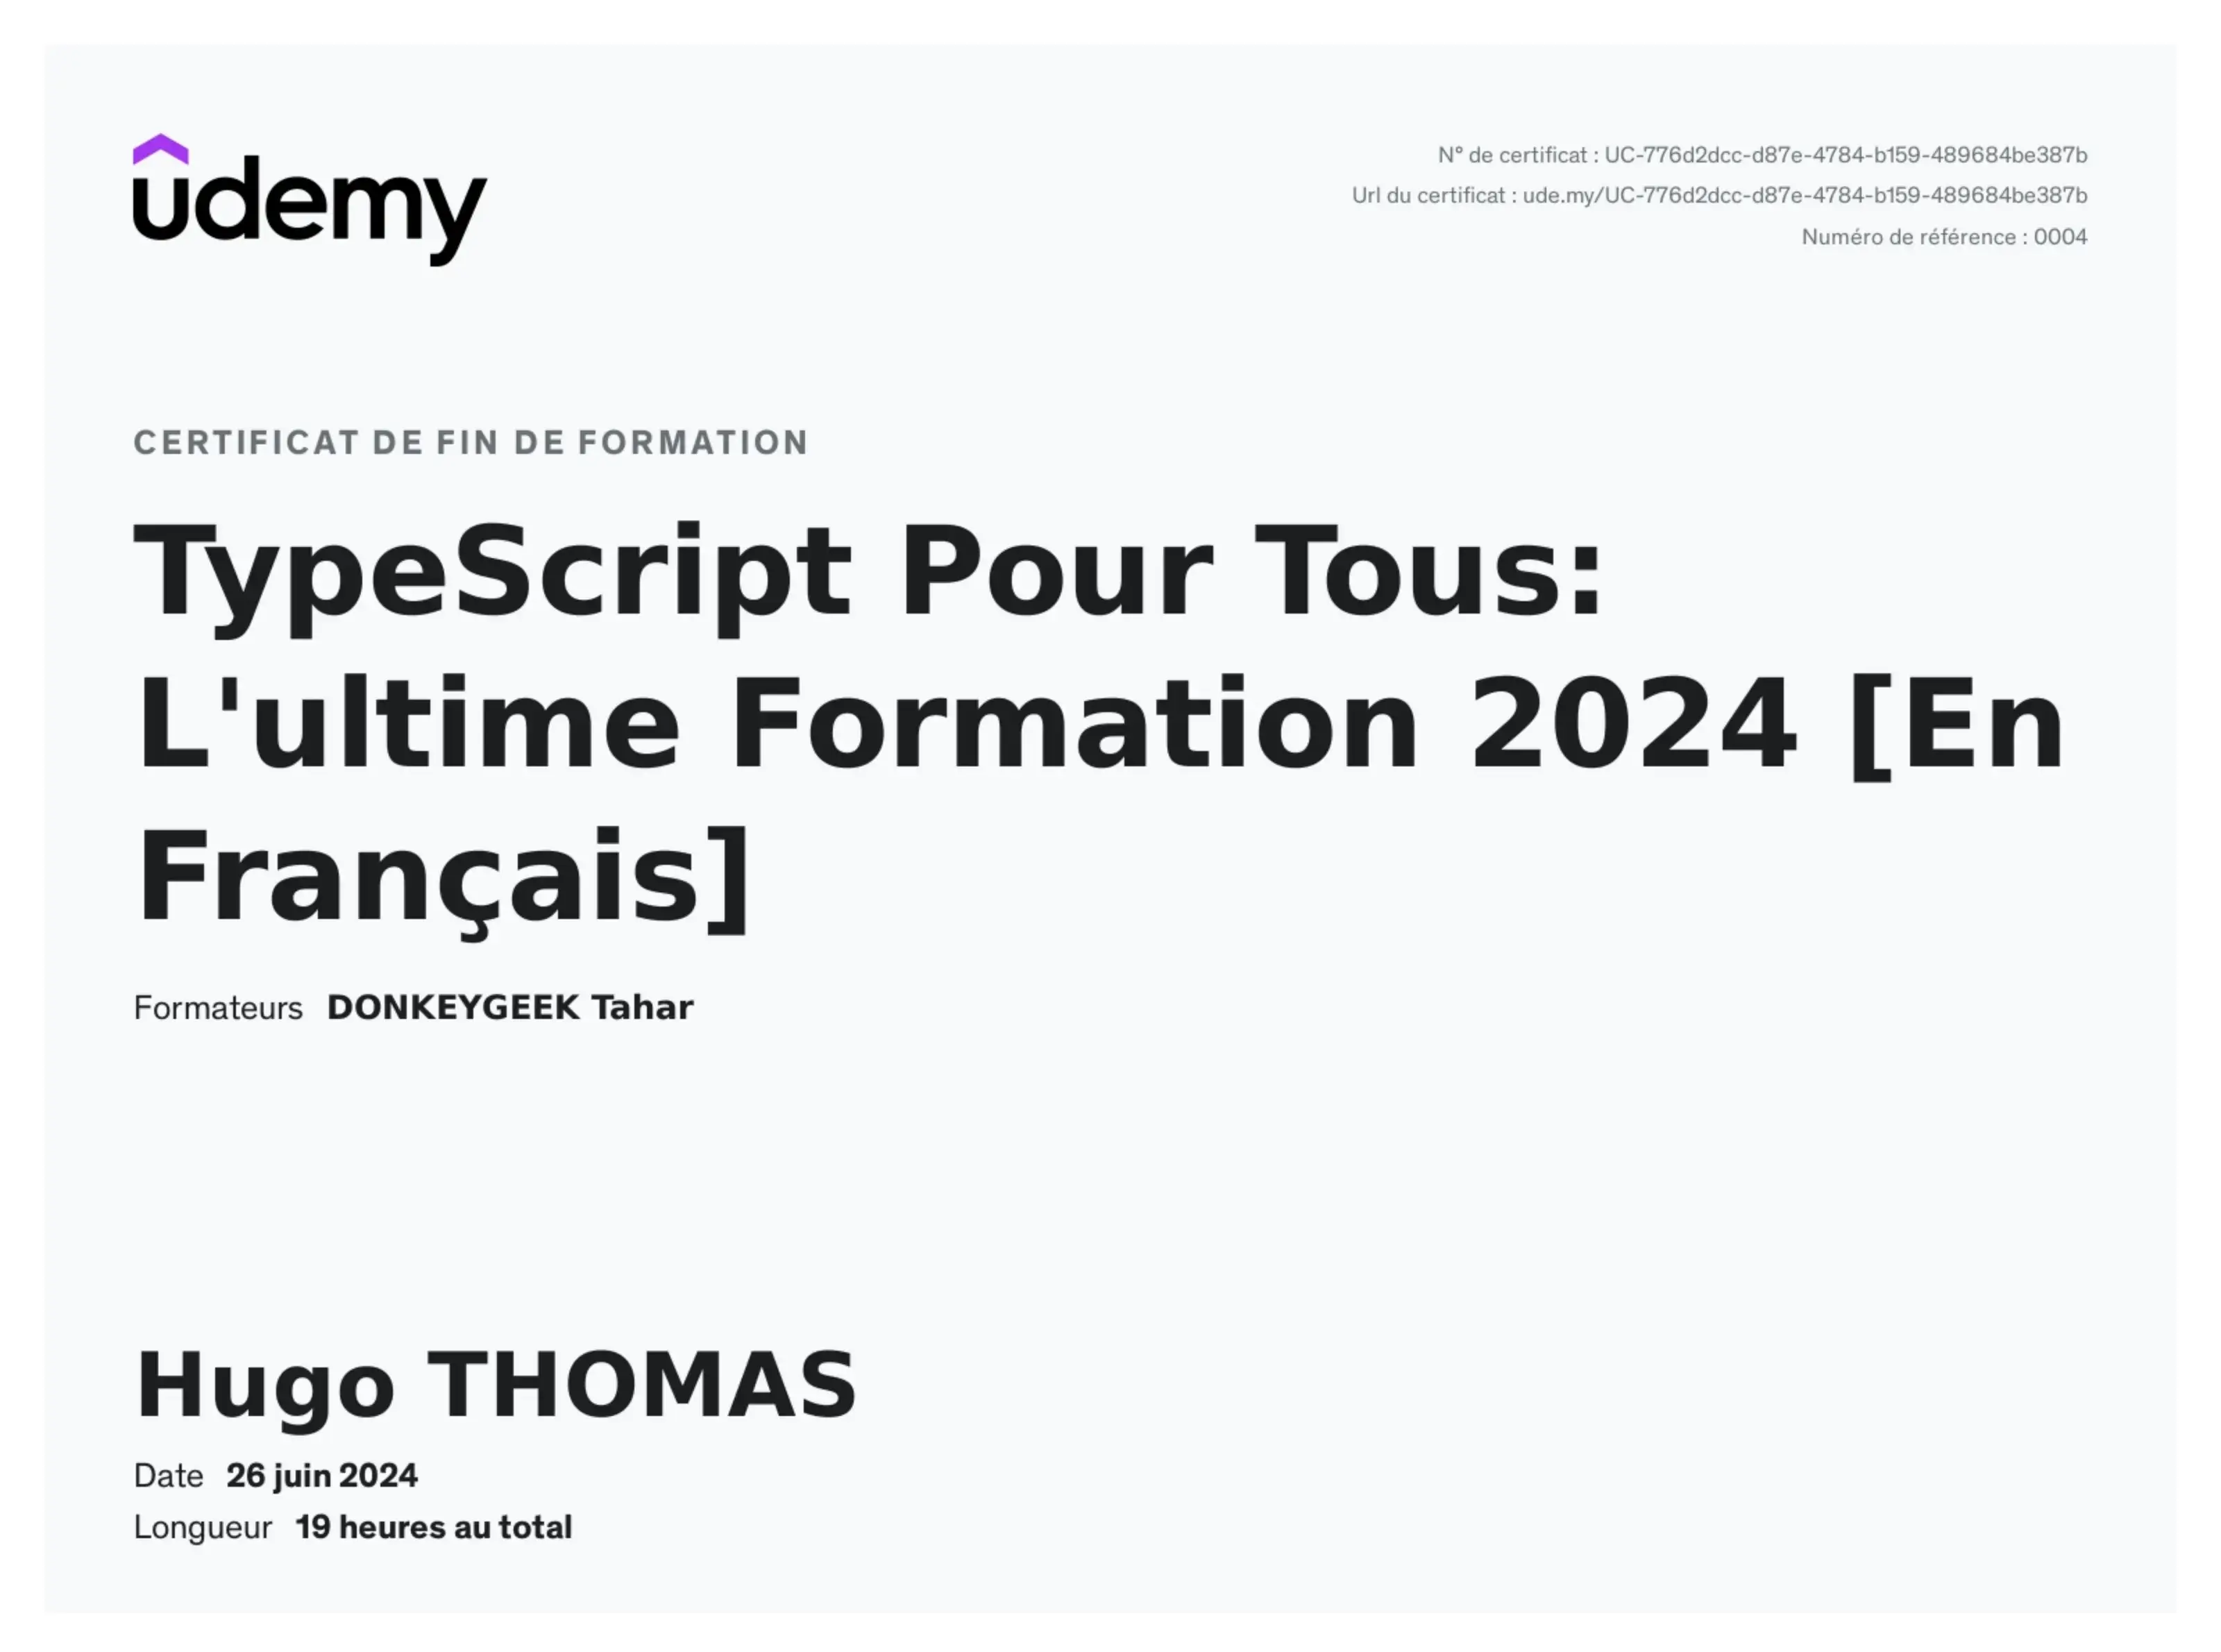 udemy
N° de certificat : UC-776d2dcc-d87e-4784-b159-489684be387b
Url du certificat : ude.my/UC-776d2dcc-d87e-4784-b159-489684be387b
Numéro de référence : 0004
CERTIFICAT DE FIN DE FORMATION
TypeScript Pour Tous:
L'ultime Formation 2024 [En
Français]
Formateurs DONKEYGEEK Tahar
Hugo THOMAS
Date 26 juin 2024
Longueur 19 heures au total